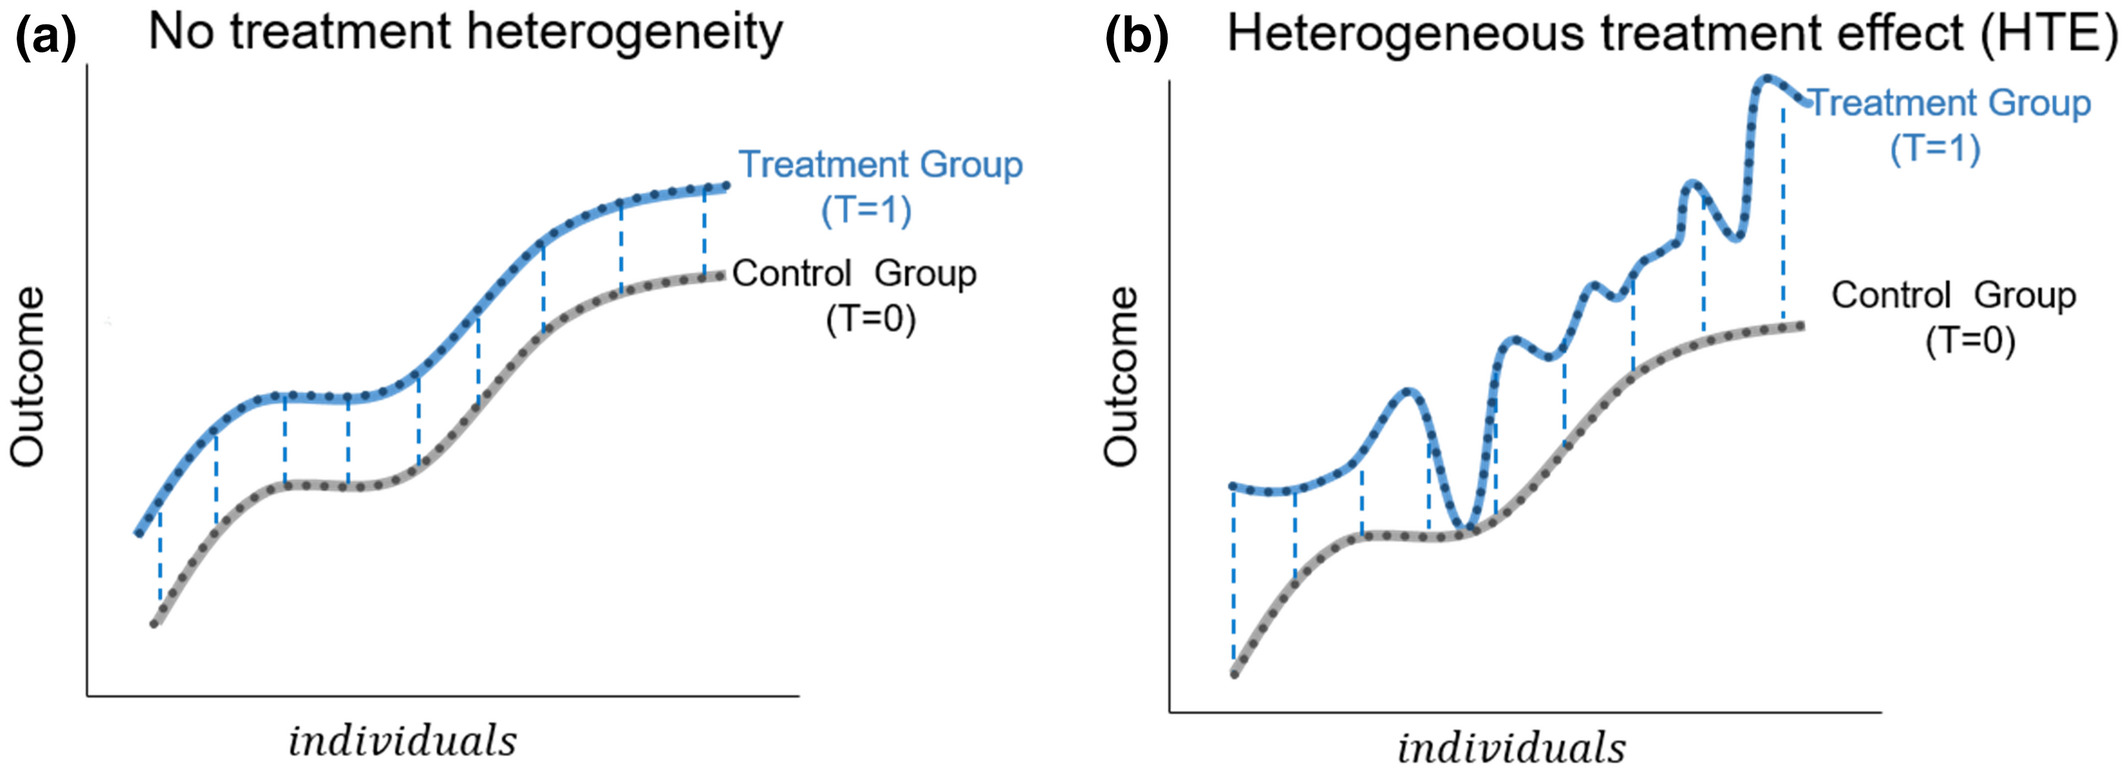 (a) No treatment heterogeneity
Outcome
Treatment Group
(T=1)
Control Group
(T=0)
individuals
(b) Heterogeneous treatment effect (HTE)
Outcome
Treatment Group
(T=1)
Control Group
(T=0)
individuals